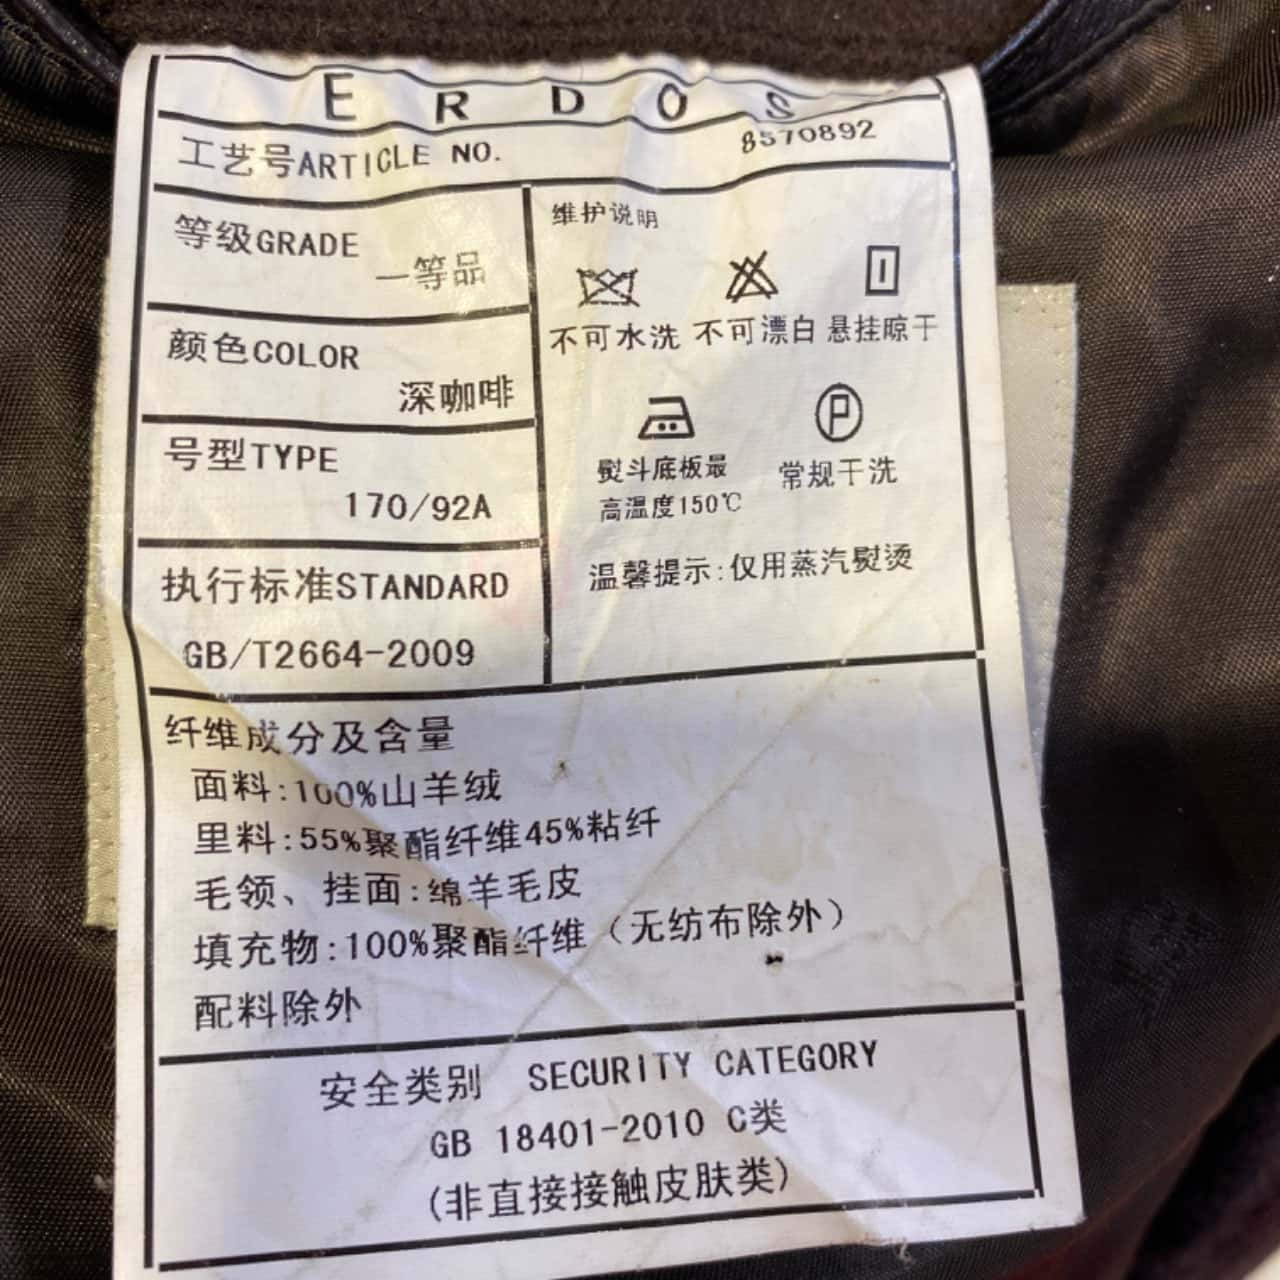 ERDOS
工艺号ARTICLE NO. 8570892
等级GRADE
一等品
颜色COLOR
深咖啡
号型TYPE
170/92A
执行标准STANDARD
GB/T2664-2009
维护说明
不可水洗 不可漂白 悬挂晾干
P
熨斗底板最
高温度150℃
常规干洗
温馨提示:仅用蒸汽熨烫
纤维成分及含量
面料:100%山羊绒
里料:55%聚酯纤维45%粘纤
毛领、挂面:绵羊毛皮
填充物:100%聚酯纤维（无纺布除外）
配料除外
安全类别 SECURITY CATEGORY
GB 18401-2010 C类
(非直接接触皮肤类)